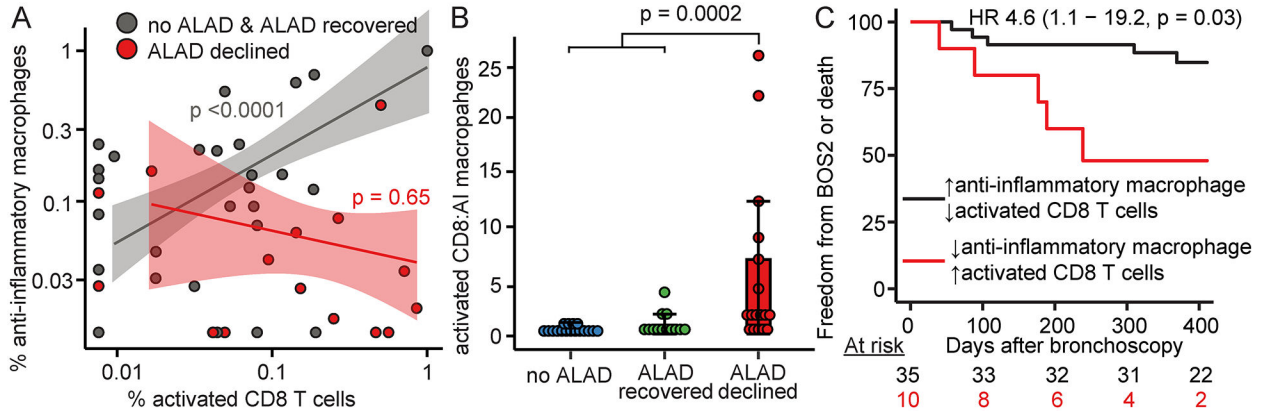 A
no ALAD & ALAD recovered
ALAD declined
% anti-inflammatory macrophages
1
0.3
0.1
0.03
p <0.0001
p = 0.65
0.01
0.1
1
% activated CD8 T cells
B
p = 0.0002
activated CD8:AI macropahges
25
20
15
10
5
0
no ALAD
ALAD recovered
ALAD declined
C
HR 4.6 (1.1 − 19.2, p = 0.03)
Freedom from BOS2 or death
100
75
50
25
0
↑anti-inflammatory macrophage
↓activated CD8 T cells
↓anti-inflammatory macrophage
↑activated CD8 T cells
0 100 200 300 400
Days after bronchoscopy
At risk
35 33 32 31 22
10 8 6 4 2